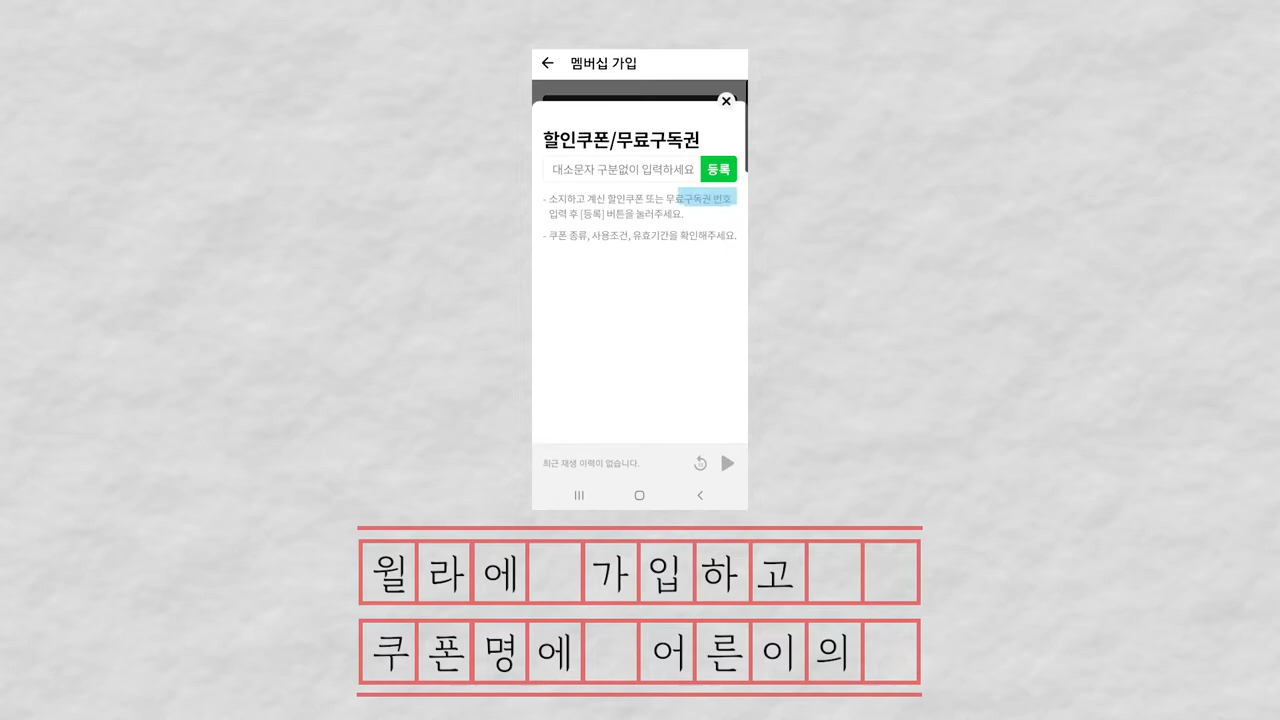 멤버십 가입
할인쿠폰/무료구독권
대소문자 구분없이 입력하세요 등록
- 소지하고 계신 할인쿠폰 또는 무료구독권 번호
입력 후 [등록] 버튼을 눌러주세요.
- 쿠폰 종류, 사용조건, 유효기간을 확인해주세요.
최근 재생 이력이 없습니다.
윌라에 가입하고
쿠폰명에 어른이의